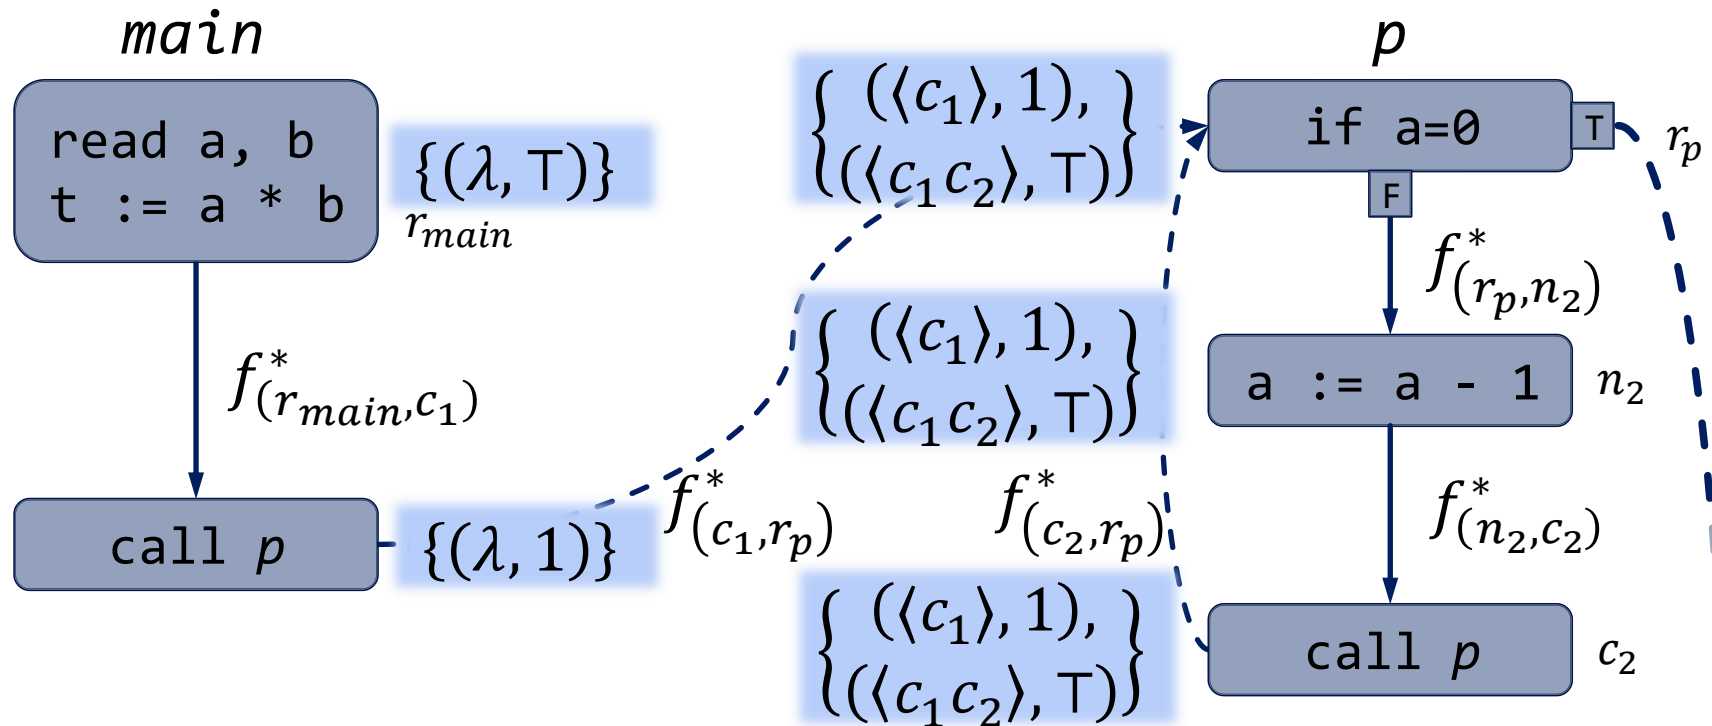 main
p
read a, b
t := a * b
{(λ, ⊤)}
r_main
{ (⟨c₁⟩, 1),
(⟨c₁c₂⟩, ⊤) }
if a=0
T
r_p
F
f*_(r_p,n₂)
f*_(r_main,c₁)
{ (⟨c₁⟩, 1),
(⟨c₁c₂⟩, ⊤) }
a := a - 1
n₂
call p
{(λ, 1)}
f*_(c₁,r_p)
f*_(c₂,r_p)
f*_(n₂,c₂)
{ (⟨c₁⟩, 1),
(⟨c₁c₂⟩, ⊤) }
call p
c₂